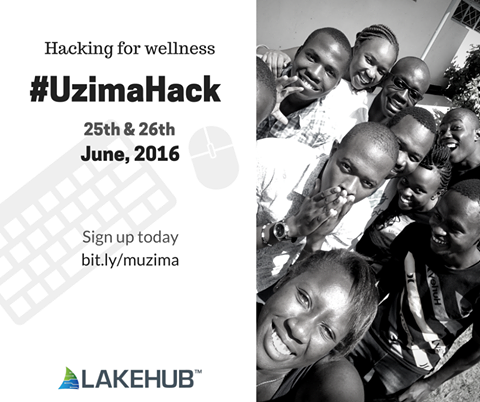 Hacking for wellness
#UzimaHack
25th & 26th
June, 2016
Sign up today
bit.ly/muzima
LAKEHUB™